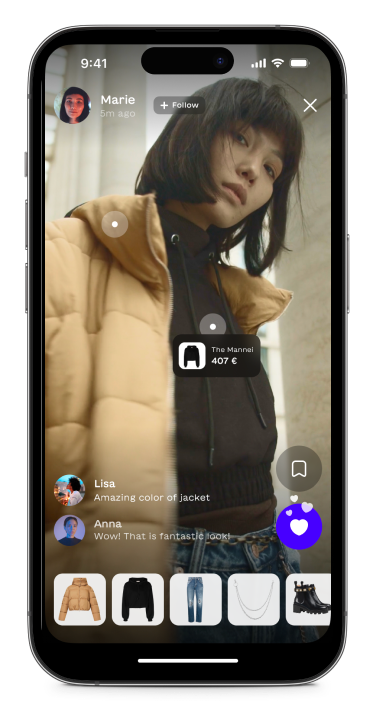 9:41
Marie
5m ago
+ Follow
The Mannei
407 €
Lisa
Amazing color of jacket
Anna
Wow! That is fantastic look!